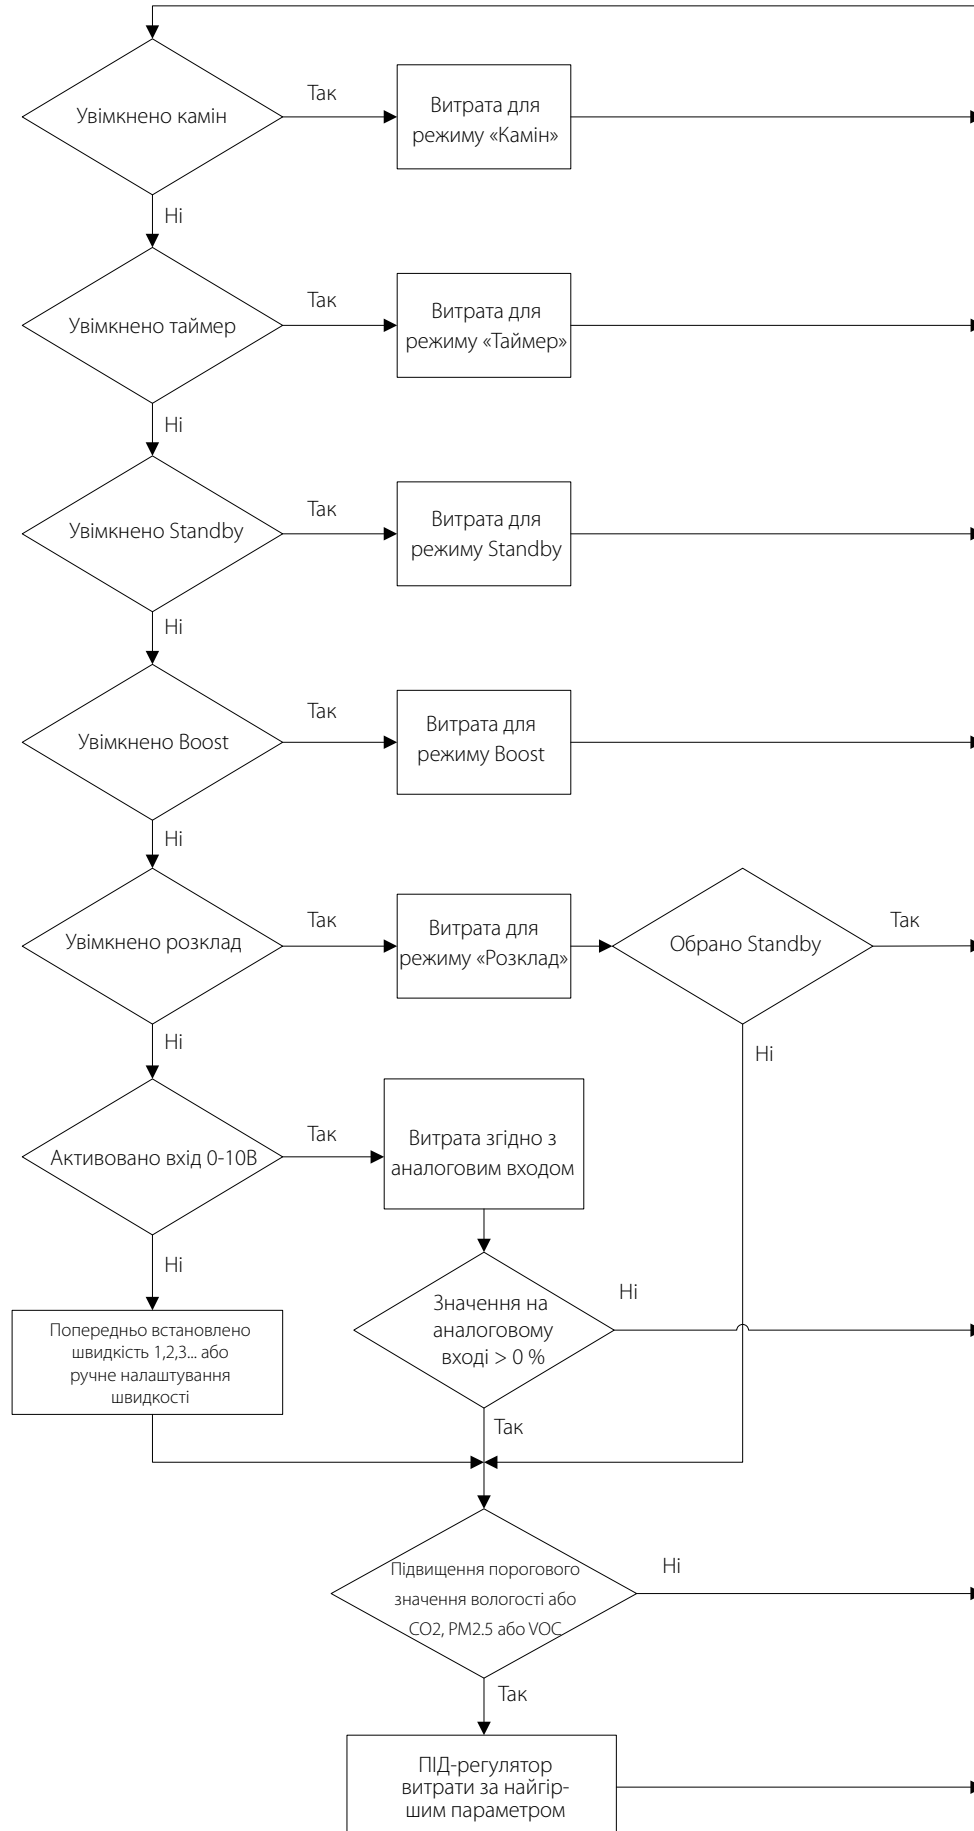 Увімкнено камін
Так
Витрата для
режиму «Камін»
Ні
Увімкнено таймер
Так
Витрата для
режиму «Таймер»
Ні
Увімкнено Standby
Так
Витрата для
режиму Standby
Ні
Увімкнено Boost
Так
Витрата для
режиму Boost
Ні
Увімкнено розклад
Так
Витрата для
режиму «Розклад»
Обрано Standby
Так
Ні
Ні
Активовано вхід 0-10В
Так
Витрата згідно з
аналоговим входом
Ні
Значення на
аналоговому
вході > 0 %
Ні
Попередньо встановлено
швидкість 1,2,3... або
ручне налаштування
швидкості
Так
Підвищення порогового
значення вологості або
CO2, PM2.5 або VOC
Ні
Так
ПІД-регулятор
витрати за найгір-
шим параметром